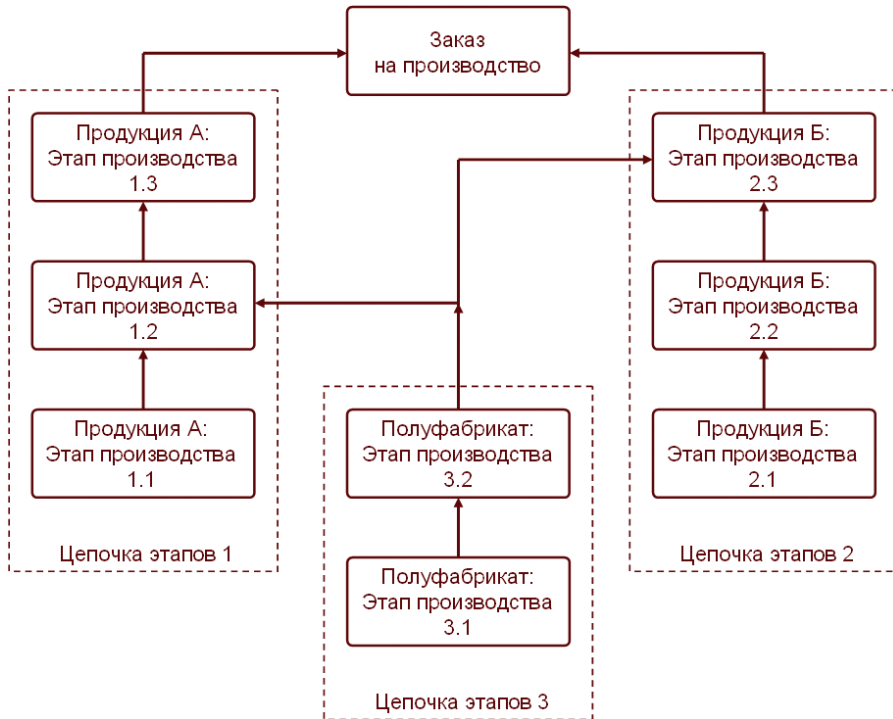 Заказ
на производство
Продукция А:
Этап производства
1.3
Продукция А:
Этап производства
1.2
Продукция А:
Этап производства
1.1
Цепочка этапов 1
Полуфабрикат:
Этап производства
3.2
Полуфабрикат:
Этап производства
3.1
Цепочка этапов 3
Продукция Б:
Этап производства
2.3
Продукция Б:
Этап производства
2.2
Продукция Б:
Этап производства
2.1
Цепочка этапов 2